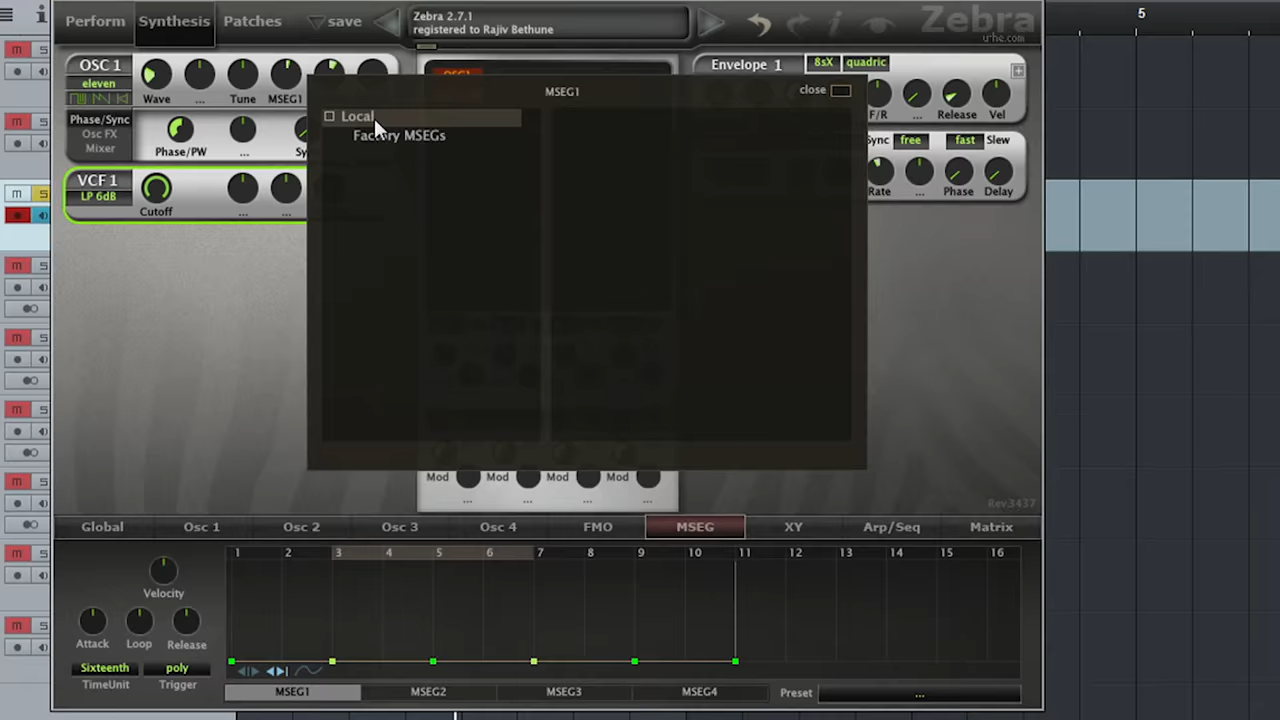 Perform
Synthesis
Patches
save
Zebra 2.7.1
registered to Rajiv Bethune
Zebra
u-he.com
5
OSC 1
eleven
Wave
...
Tune
MSEG1
Phase/Sync
Osc FX
Mixer
Phase/PW
...
VCF 1
LP 6dB
Cutoff
...
...
MSEG1
close
Local
Factory MSEGs
Envelope 1
8sX
quadric
F/R
...
Release
Vel
Sync
free
fast
Slew
Rate
...
Phase
Delay
Mod
Mod
Mod
Mod
...
...
...
...
Rev.3437
Global
Osc 1
Osc 2
Osc 3
Osc 4
FMO
MSEG
XY
Arp/Seq
Matrix
1 2 3 4 5 6 7 8 9 10 11 12 13 14 15 16
Velocity
Attack
Loop
Release
Sixteenth
poly
TimeUnit
Trigger
MSEG1
MSEG2
MSEG3
MSEG4
Preset
...